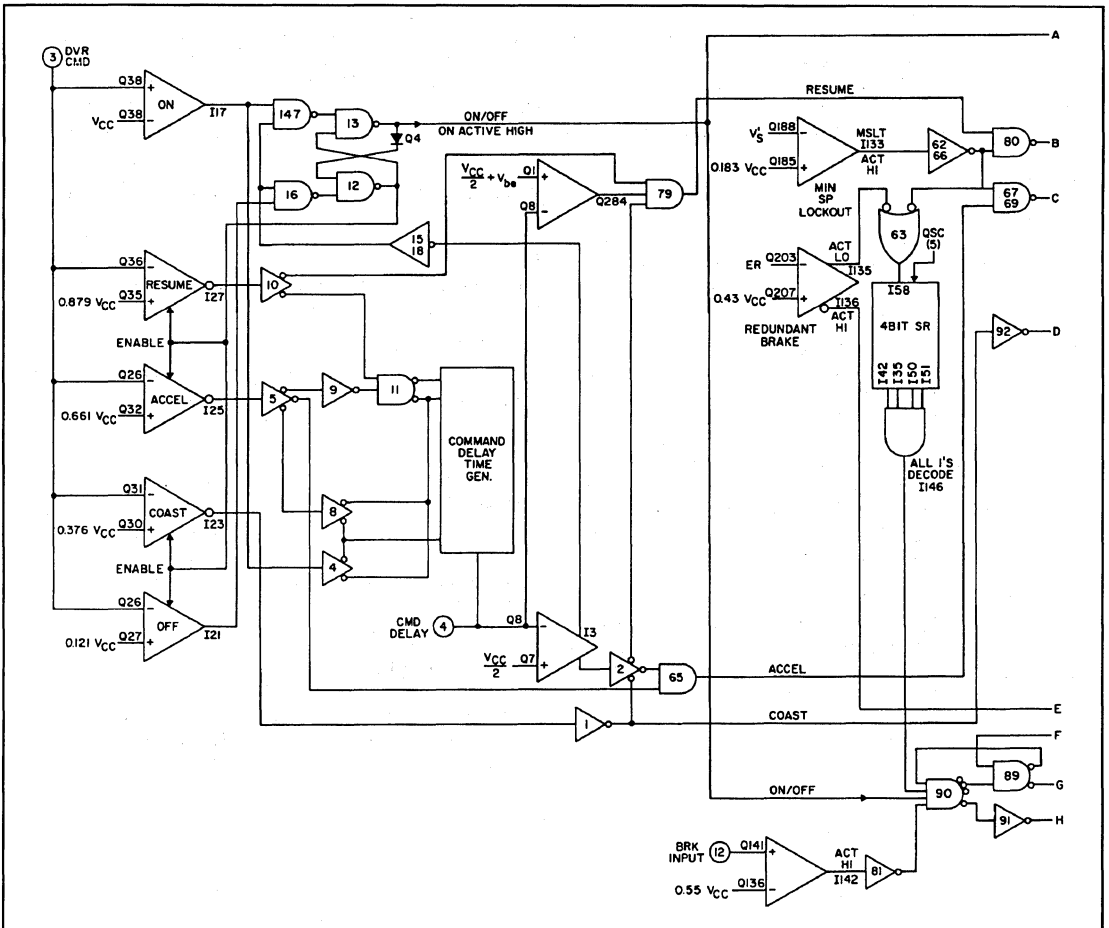 3
DVR
CMD
Q38
+
ON
I17
VCC
Q38
-
147
13
Q4
ON/OFF
ON ACTIVE HIGH
16
12
A
RESUME
V'S
Q188
-
MSLT
I133
ACT
HI
0.183 VCC
Q185
+
MIN
SP
LOCKOUT
62
66
80
B
67
69
C
VCC/2 + Vbe
Q1
+
Q8
-
Q284
79
15
18
63
QSC
(5)
ER
Q203
-
ACT
LO
I135
0.43 VCC
Q207
+
I136
ACT
HI
REDUNDANT
BRAKE
I58
4BIT SR
I42
I35
I50
I51
ALL 1'S
DECODE
I146
Q36
-
RESUME
I27
0.879 VCC
Q35
+
10
ENABLE
Q26
-
ACCEL
I25
0.661 VCC
Q32
+
5
9
11
COMMAND
DELAY
TIME
GEN.
92
D
Q31
-
COAST
I23
0.376 VCC
Q30
+
8
4
ENABLE
Q26
-
OFF
I21
0.121 VCC
Q27
+
CMD
DELAY
4
Q8
-
I3
VCC/2
Q7
+
2
65
ACCEL
1
COAST
E
F
89
G
ON/OFF
90
91
H
BRK
INPUT
12
Q141
+
ACT
HI
I142
81
0.55 VCC
Q136
-